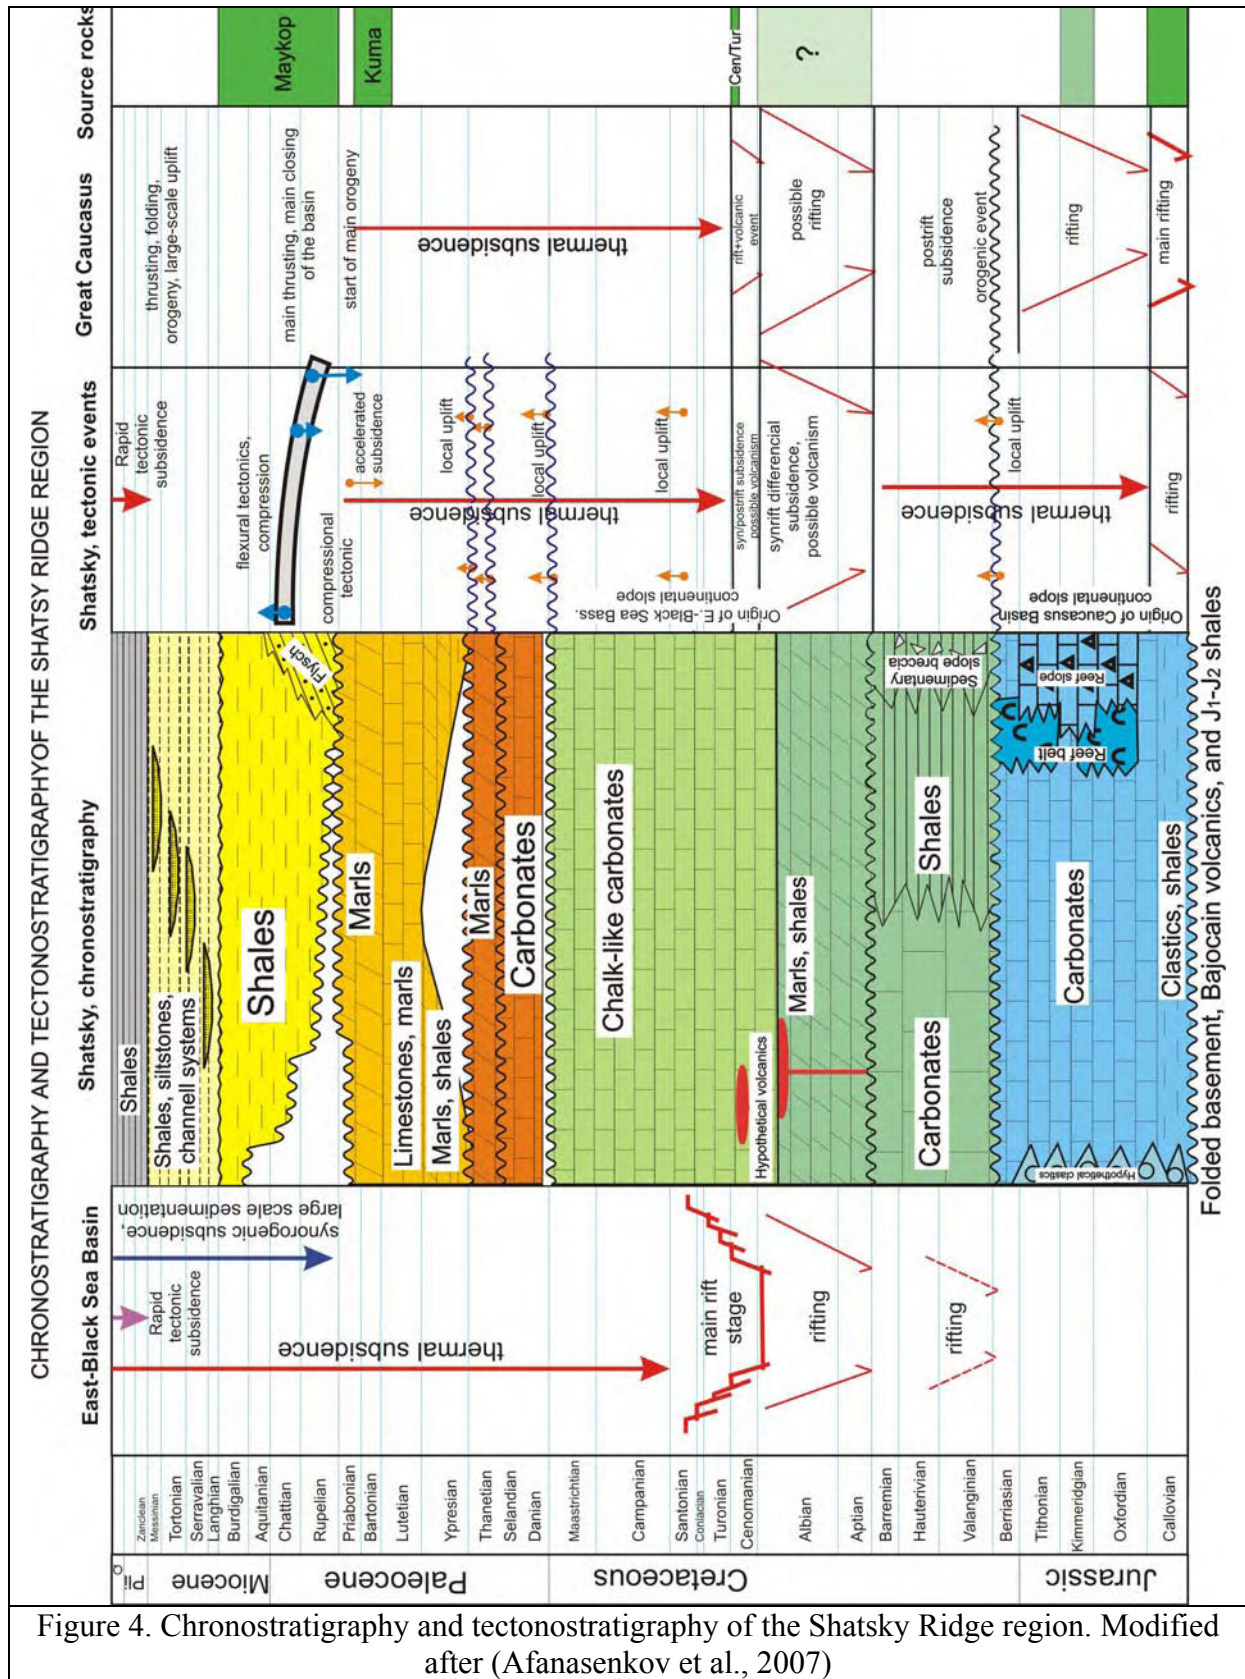 CHRONOSTRATIGRAPHY AND TECTONOSTRATIGRAPHYOF THE SHATSY RIDGE REGION
East-Black Sea Basin
Shatsky, chronostratigraphy
Shatsky, tectonic events
Great Caucasus
Source rocks
Q
Plio
Miocene
Paleocene
Cretaceous
Jurassic
Zanclean
Messinian
Tortonian
Serravalian
Langhian
Burdigalian
Aquitanian
Chattian
Rupelian
Priabonian
Bartonian
Lutetian
Ypresian
Thanetian
Selandian
Danian
Maastrichtian
Campanian
Santonian
Coniacian
Turonian
Cenomanian
Albian
Aptian
Barremian
Hauterivian
Valanginian
Berriasian
Tithonian
Kimmeridgian
Oxfordian
Callovian
Rapid
tectonic
subsidence
synorogenic subsidence,
large scale sedimentation
thermal subsidence
main rift
stage
rifting
rifting
Shales
Shales, siltstones,
channell systems
Shales
Flysch
Marls
Limestones, marls
Marls, shales
Marls
Carbonates
Chalk-like carbonates
Hypothetical volcanics
Marls, shales
Carbonates
Shales
Sedimentary
slope breccia
Carbonates
Reef belt
Reef slope
Hypothetical clastics
Clastics, shales
Folded basement, Bajocain volcanics, and J1-J2 shales
Rapid
tectonic
subsidence
flexural tectonics,
compression
compressional
tectonic
accelerated
subsidence
thermal subsidence
local uplift
local uplift
local uplift
local uplift
local uplift
Origin of E.-Black Sea Bass.
continental slope
syn/postrift subsidence
possible volcanism
synrift differencial
subsidence,
possible volcanism
thermal subsidence
local uplift
Origin of Caucasus Basin
continental slope
rifting
thrusting, folding,
orogeny, large-scale uplift
main thrusting, main closing
of the basin
start of main orogeny
thermal subsidence
rift+volcanic
event
possible
rifting
postrift
subsidence
orogenic event
rifting
main rifting
Maykop
Kuma
Cen/Tur
?
Figure 4. Chronostratigraphy and tectonostratigraphy of the Shatsky Ridge region. Modified
after (Afanasenkov et al., 2007)